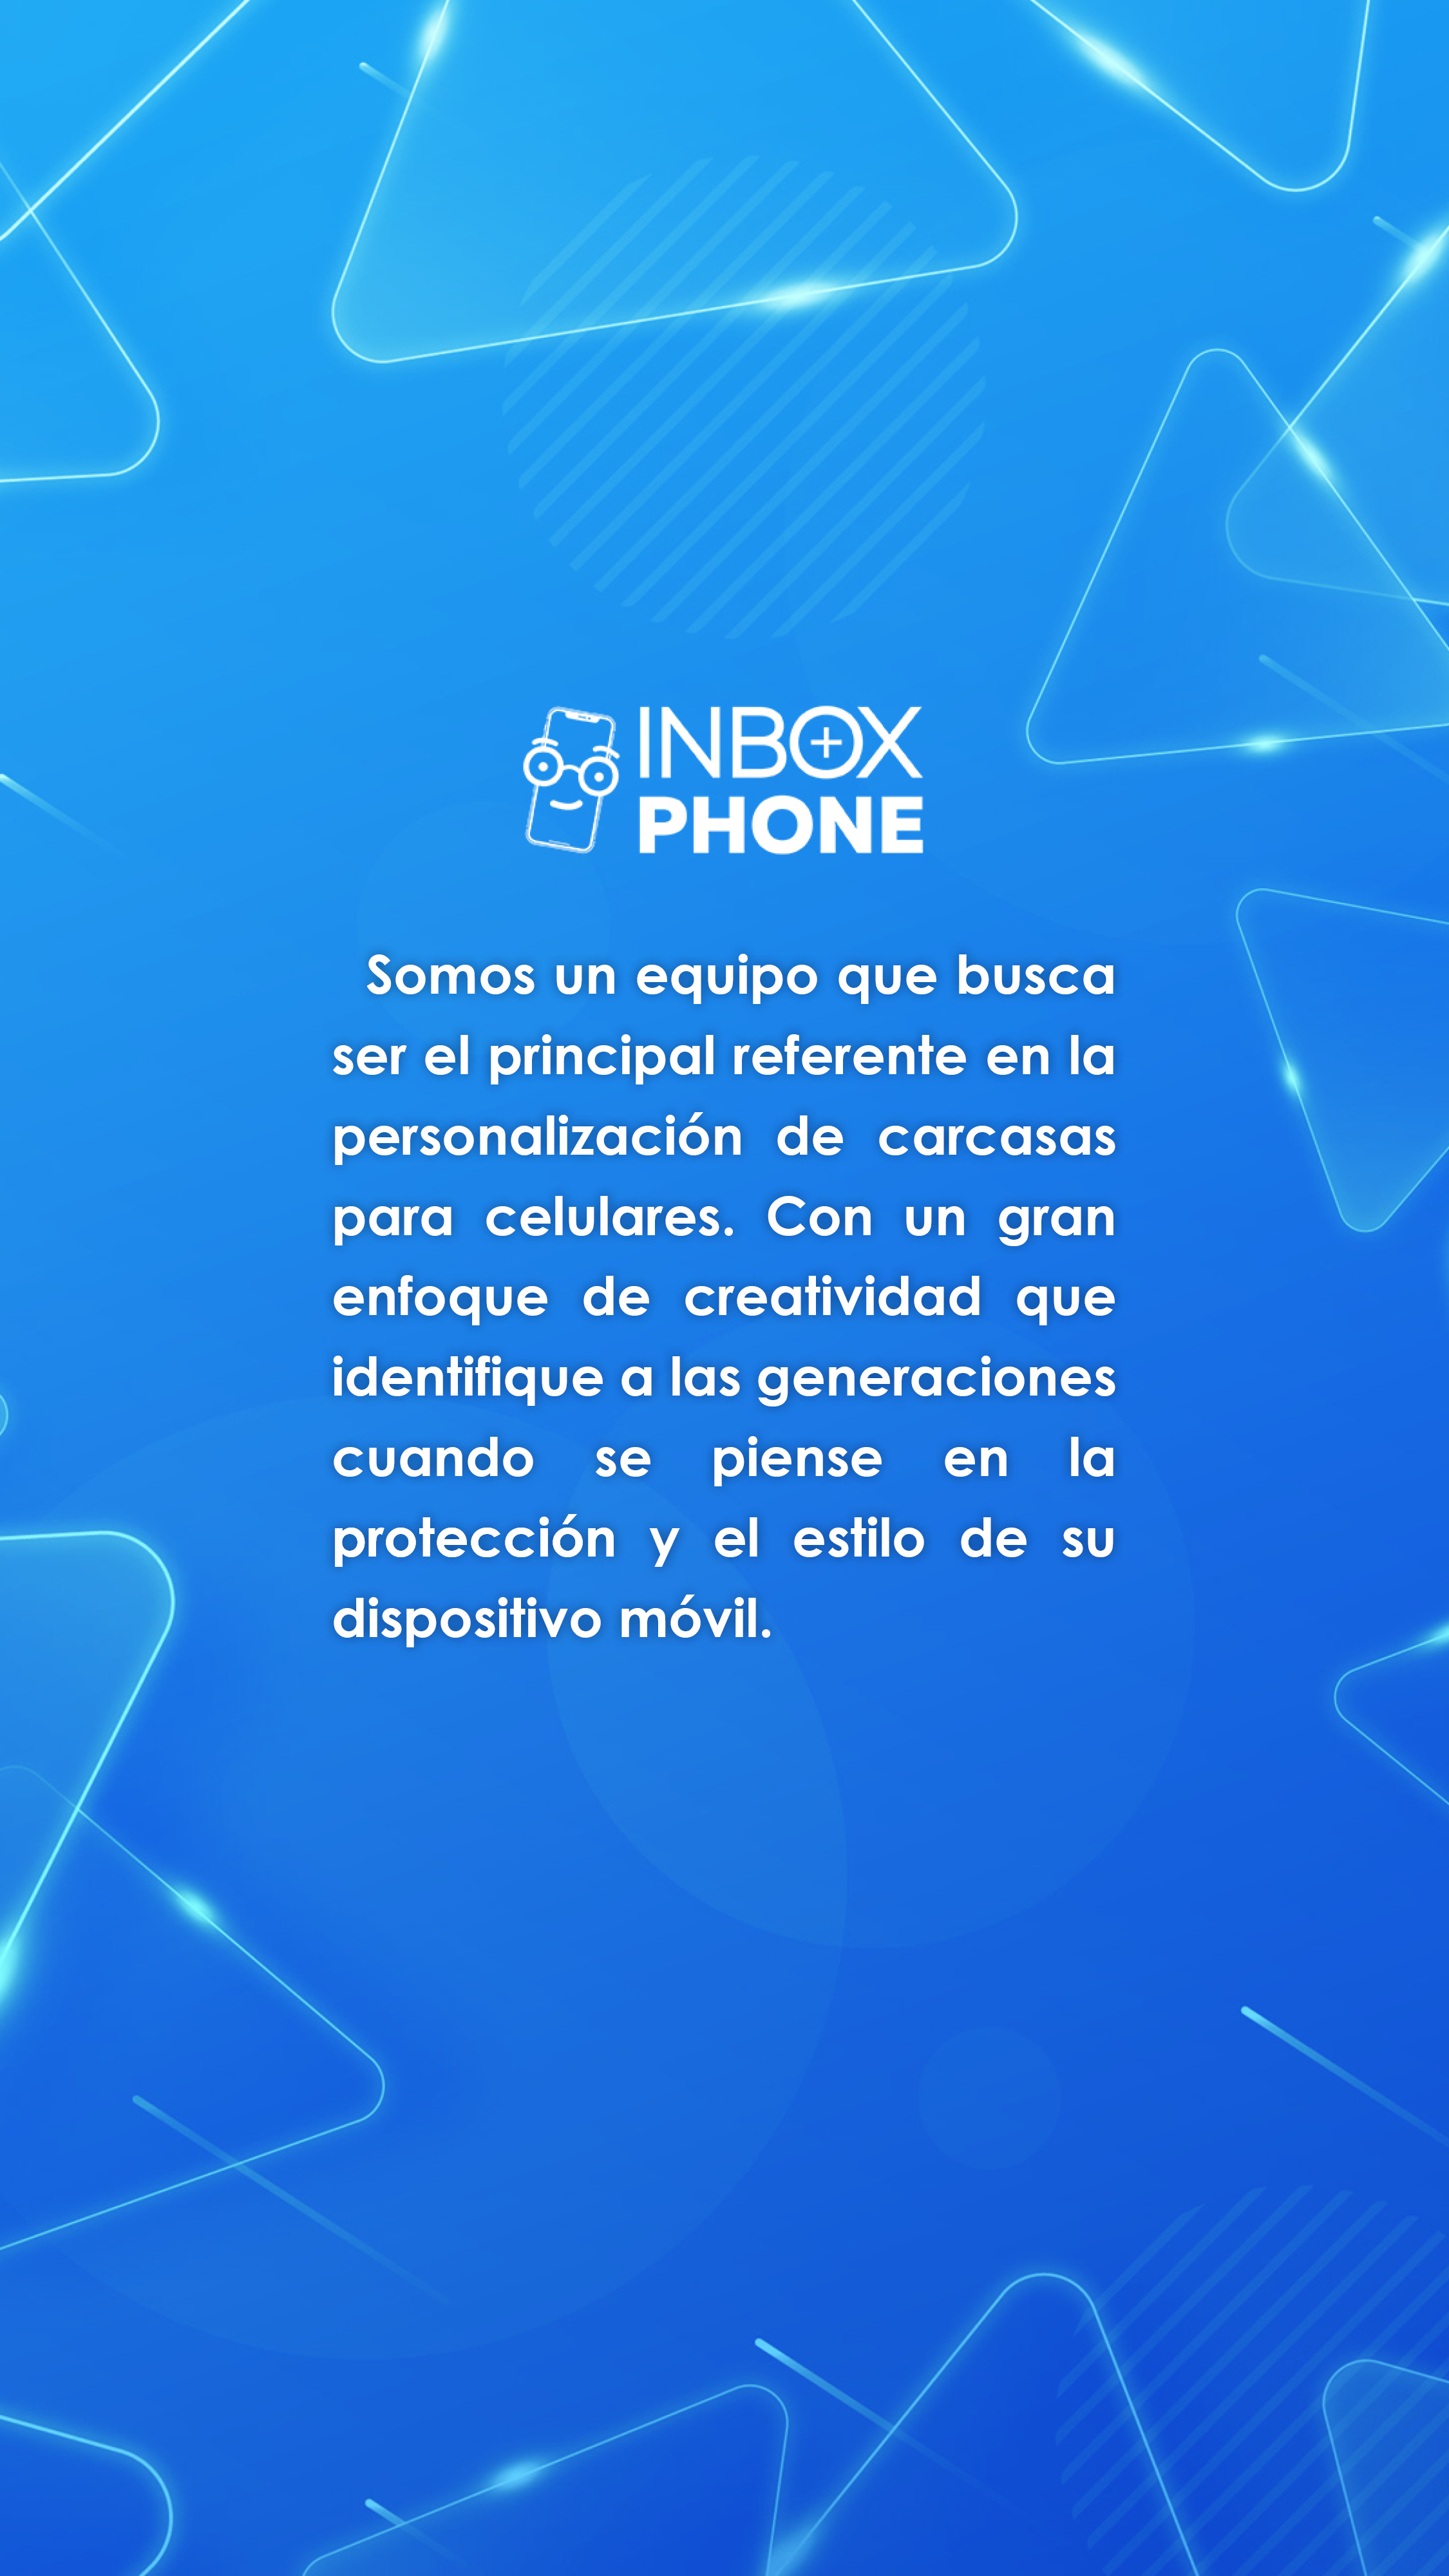 INBOX
PHONE
Somos un equipo que busca
ser el principal referente en la
personalización de carcasas
para celulares. Con un gran
enfoque de creatividad que
identifique a las generaciones
cuando se piense en la
protección y el estilo de su
dispositivo móvil.